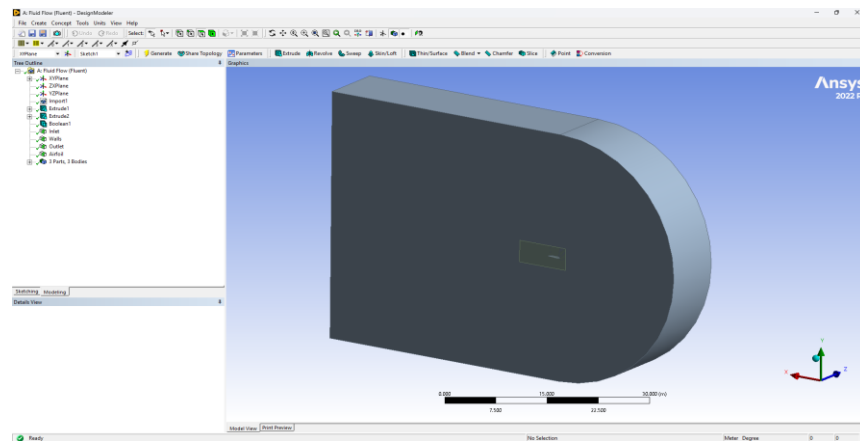 A: Fluid Flow (Fluent) - DesignModeler
File Create Concept Tools Units View Help
Undo Redo Select:
XYPlane Sketch1 Generate Share Topology Parameters Extrude Revolve Sweep Skin/Loft Thin/Surface Blend Chamfer Slice Point Conversion
Tree Outline
Graphics
A: Fluid Flow (Fluent)
XYPlane
ZXPlane
YZPlane
Import1
Extrude1
Extrude2
Boolean1
Inlet
Walls
Outlet
Airfoil
3 Parts, 3 Bodies
Ansys
2022
Sketching Modeling
Details View
Y
X
Z
0.000 15.000 30.000 (m)
7.500 22.500
Model View Print Preview
Ready No Selection Meter Degree 0 0